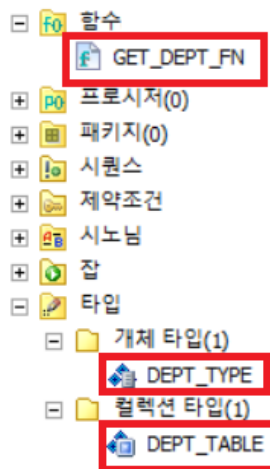 함수
GET_DEPT_FN
프로시저(0)
패키지(0)
시퀀스
제약조건
시노님
잡
타입
개체 타입(1)
DEPT_TYPE
컬렉션 타입(1)
DEPT_TABLE